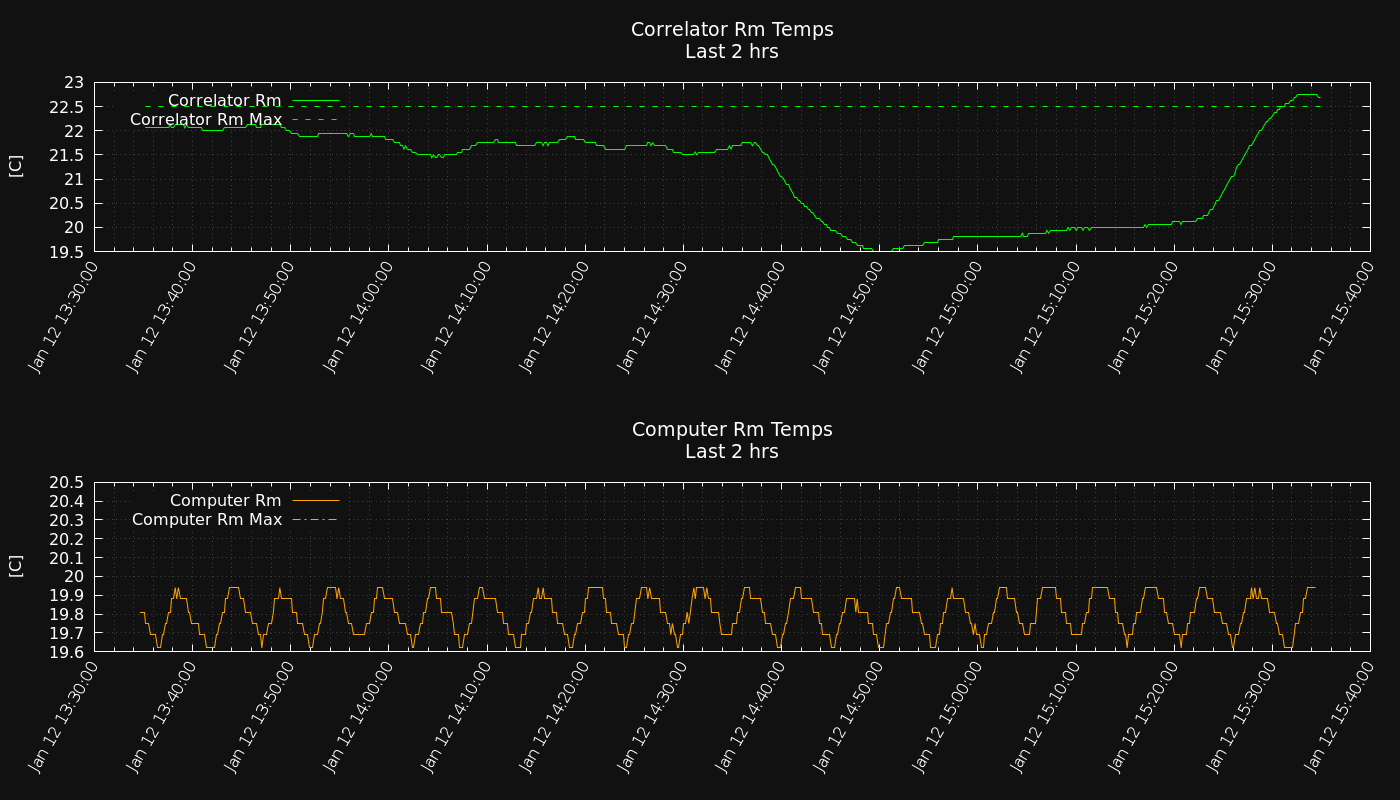 Correlator Rm Temps
Last 2 hrs
23
22.5
22
21.5
21
20.5
20
19.5
[C]
Correlator Rm
Correlator Rm Max
Jan 12 13:30:00
Jan 12 13:40:00
Jan 12 13:50:00
Jan 12 14:00:00
Jan 12 14:10:00
Jan 12 14:20:00
Jan 12 14:30:00
Jan 12 14:40:00
Jan 12 14:50:00
Jan 12 15:00:00
Jan 12 15:10:00
Jan 12 15:20:00
Jan 12 15:30:00
Jan 12 15:40:00
Computer Rm Temps
Last 2 hrs
20.5
20.4
20.3
20.2
20.1
20
19.9
19.8
19.7
19.6
[C]
Computer Rm
Computer Rm Max
Jan 12 13:30:00
Jan 12 13:40:00
Jan 12 13:50:00
Jan 12 14:00:00
Jan 12 14:10:00
Jan 12 14:20:00
Jan 12 14:30:00
Jan 12 14:40:00
Jan 12 14:50:00
Jan 12 15:00:00
Jan 12 15:10:00
Jan 12 15:20:00
Jan 12 15:30:00
Jan 12 15:40:00